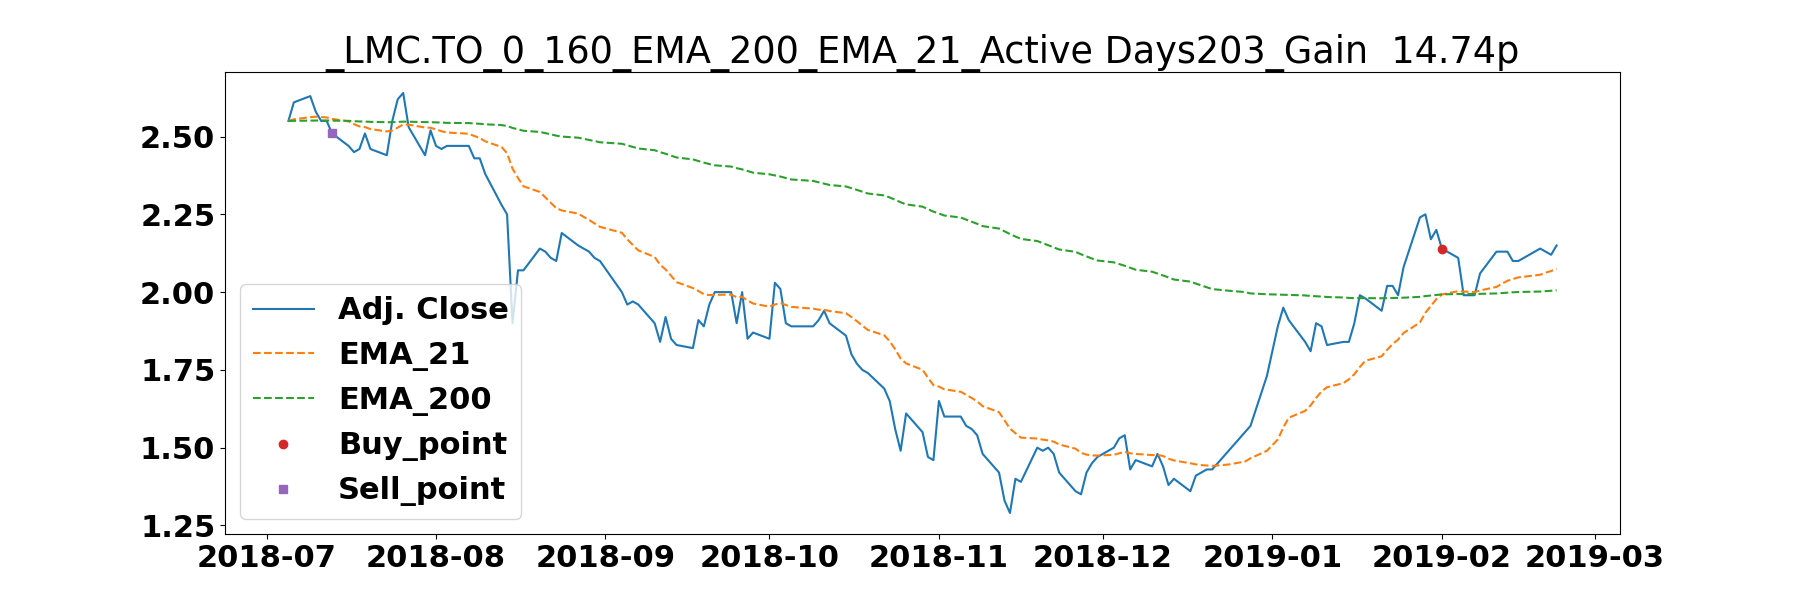 _LMC.TO_0_160_EMA_200_EMA_21_Active Days203_Gain  14.74p
2.50
2.25
2.00
1.75
1.50
1.25
Adj. Close
EMA_21
EMA_200
Buy_point
Sell_point
2018-07 2018-08 2018-09 2018-10 2018-11 2018-12 2019-01 2019-02 2019-03